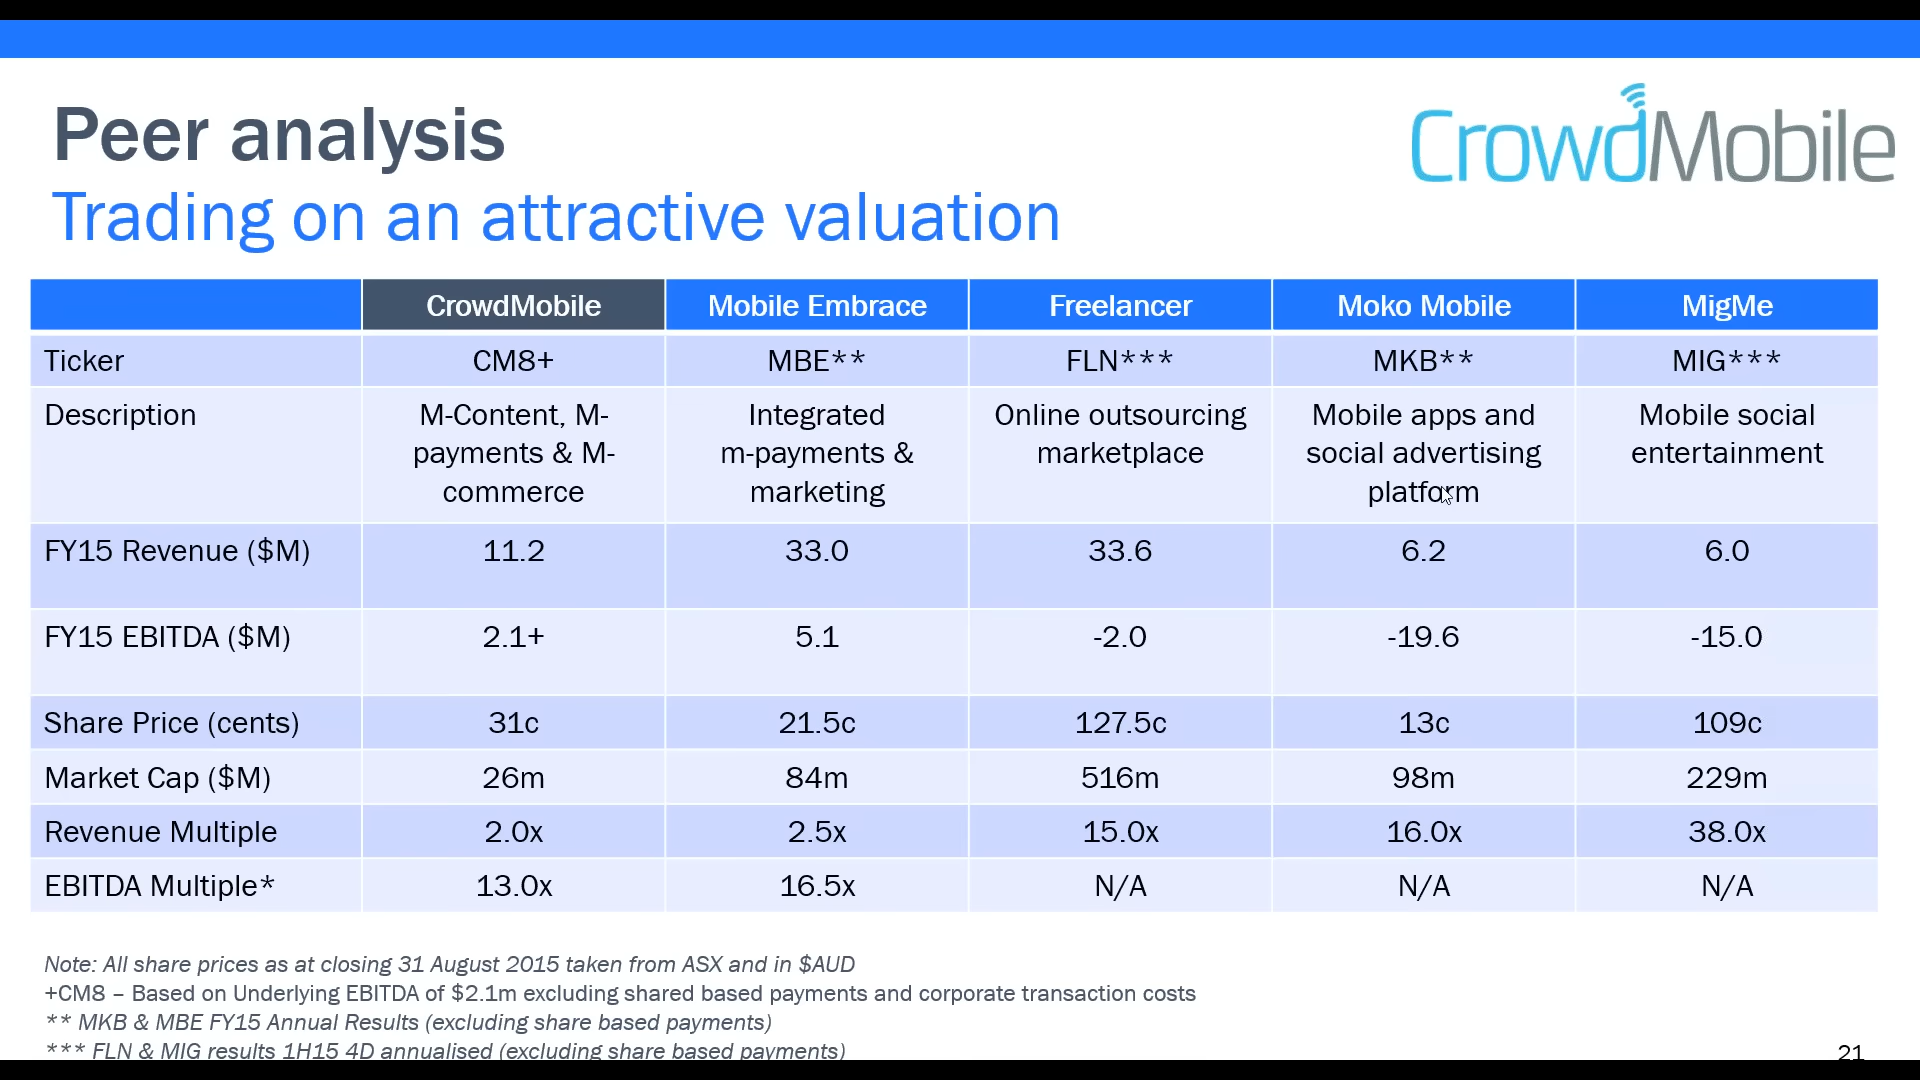 Peer analysis
CrowdMobile
Trading on an attractive valuation
CrowdMobile Mobile Embrace Freelancer Moko Mobile MigMe
Ticker CM8+ MBE** FLN*** MKB** MIG***
Description M-Content, M- Integrated Online outsourcing Mobile apps and Mobile social
payments & M- m-payments & marketplace social advertising entertainment
commerce marketing platform
FY15 Revenue ($M) 11.2 33.0 33.6 6.2 6.0
FY15 EBITDA ($M) 2.1+ 5.1 -2.0 -19.6 -15.0
Share Price (cents) 31c 21.5c 127.5c 13c 109c
Market Cap ($M) 26m 84m 516m 98m 229m
Revenue Multiple 2.0x 2.5x 15.0x 16.0x 38.0x
EBITDA Multiple* 13.0x 16.5x N/A N/A N/A
Note: All share prices as at closing 31 August 2015 taken from ASX and in $AUD
+CM8 – Based on Underlying EBITDA of $2.1m excluding shared based payments and corporate transaction costs
** MKB & MBE FY15 Annual Results (excluding share based payments)
*** FLN & MIG results 1H15 4D annualised (excluding share based payments)
21